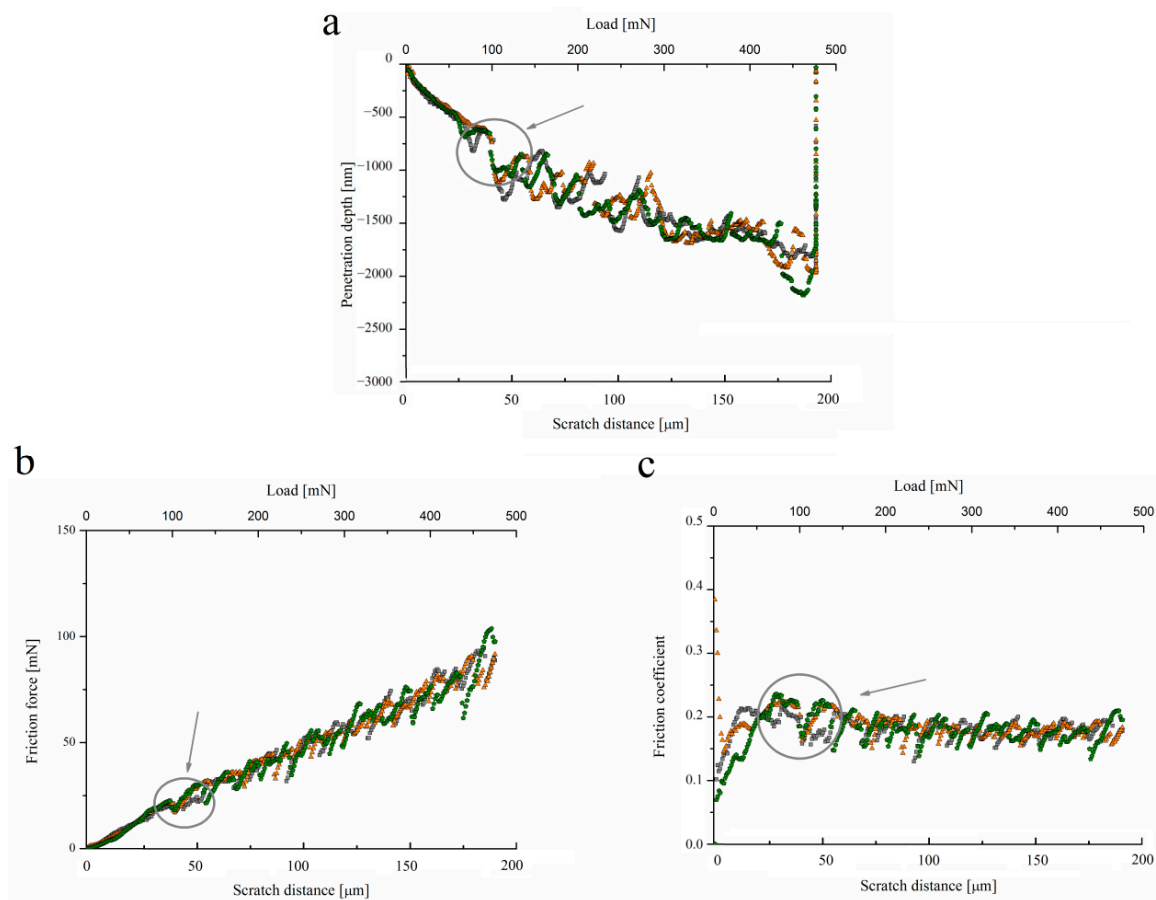 a
Load [mN]
0 100 200 300 400 500
0
−500
−1000
−1500
−2000
−2500
−3000
Penetration depth [nm]
0 50 100 150 200
Scratch distance [μm]
b
Load [mN]
0 100 200 300 400 500
150
100
50
0
Friction force [mN]
0 50 100 150 200
Scratch distance [μm]
c
Load [mN]
0 100 200 300 400 500
0.5
0.4
0.3
0.2
0.1
0.0
Friction coefficient
0 50 100 150 200
Scratch distance [μm]